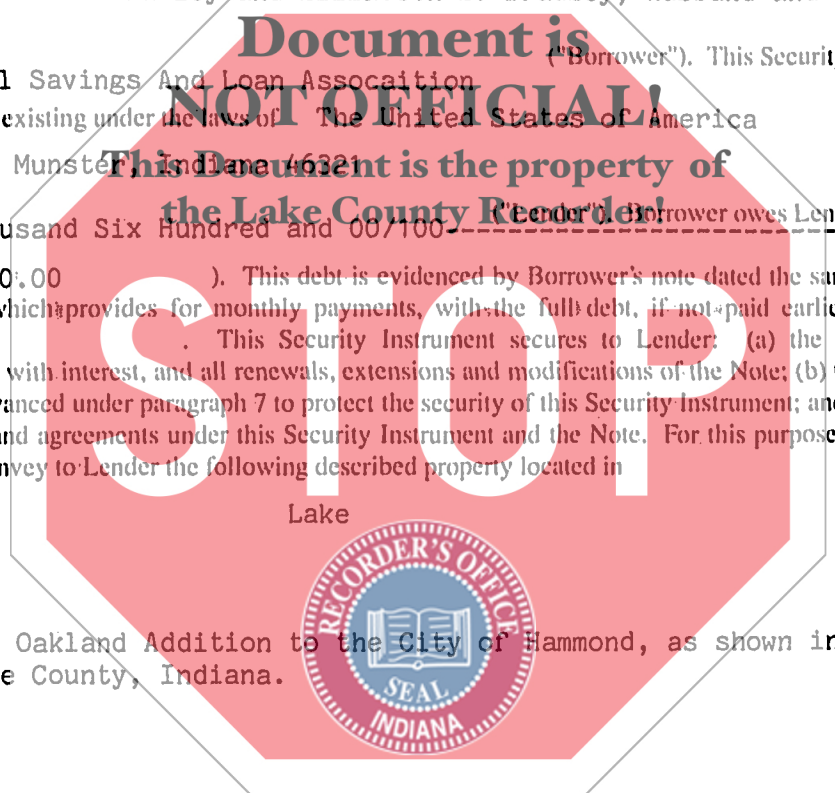 Document is
("Borrower"). This Securit
l Savings And Loan Assocaition
NOT OFFICIAL!
existing under the laws of The United States of America
Munster, Indiana 46321
This Document is the property of
the Lake County Recorder!
("Lender"). Borrower owes Len
usand Six Hundred and 00/100
0.00 ). This debt is evidenced by Borrower's note dated the sa
which provides for monthly payments, with the full debt, if not paid earlie
. This Security Instrument secures to Lender: (a) the
with interest, and all renewals, extensions and modifications of the Note; (b)
vanced under paragraph 7 to protect the security of this Security Instrument; an
nd agreements under this Security Instrument and the Note. For this purpose
nvey to Lender the following described property located in
STOP
Lake
RECORDER'S OFFICE
SEAL
INDIANA
Oakland Addition to the City of Hammond, as shown in
e County, Indiana.